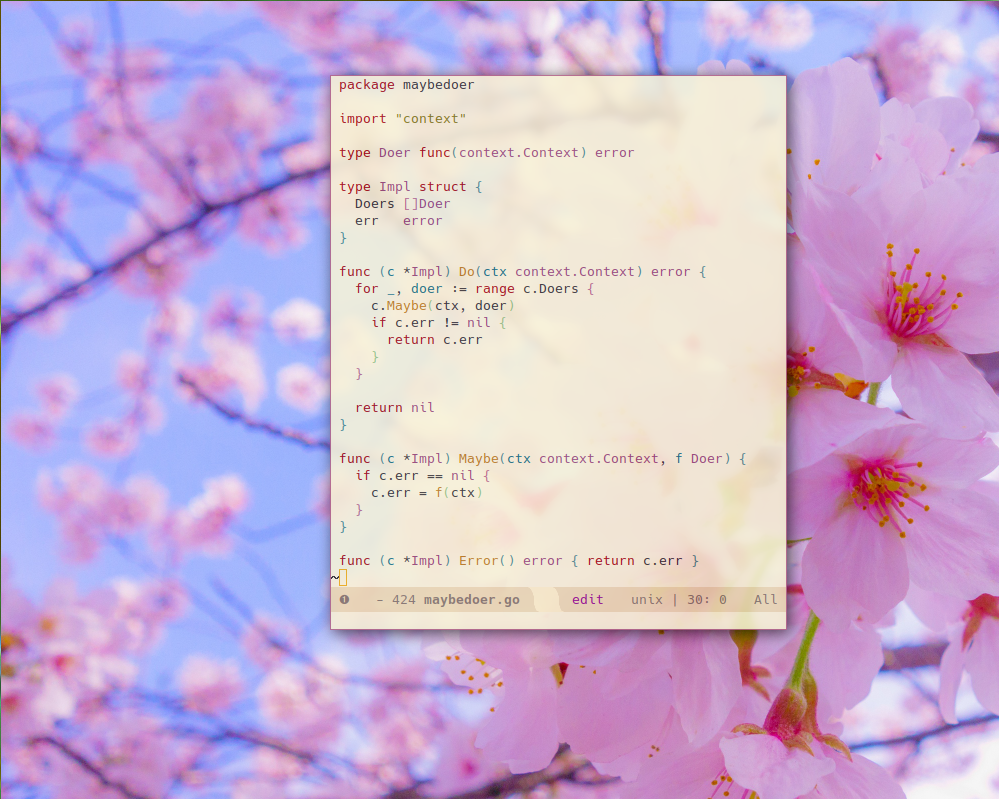 package maybedoer
import "context"
type Doer func(context.Context) error
type Impl struct {
  Doers []Doer
  err   error
}
func (c *Impl) Do(ctx context.Context) error {
  for _, doer := range c.Doers {
    c.Maybe(ctx, doer)
    if c.err != nil {
      return c.err
    }
  }
  return nil
}
func (c *Impl) Maybe(ctx context.Context, f Doer) {
  if c.err == nil {
    c.err = f(ctx)
  }
}
func (c *Impl) Error() error { return c.err }
~
❶ - 424 maybedoer.go edit unix | 30: 0 All